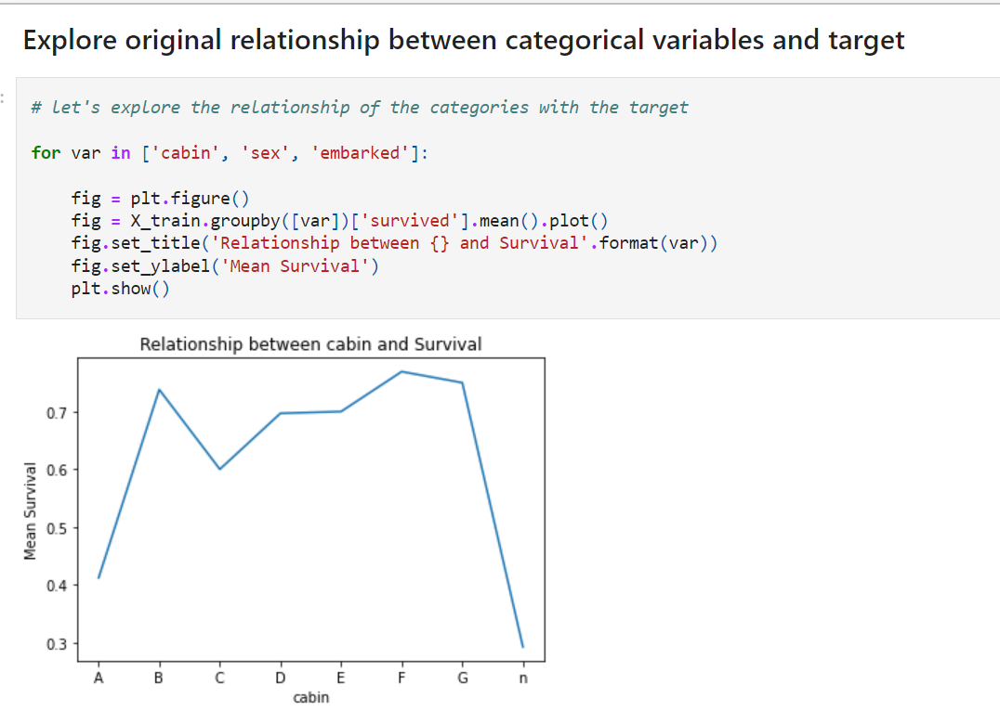 Explore original relationship between categorical variables and target
:
# let's explore the relationship of the categories with the target
for var in ['cabin', 'sex', 'embarked']:
fig = plt.figure()
fig = X_train.groupby([var])['survived'].mean().plot()
fig.set_title('Relationship between {} and Survival'.format(var))
fig.set_ylabel('Mean Survival')
plt.show()
Relationship between cabin and Survival
Mean Survival
0.7
0.6
0.5
0.4
0.3
A B C D E F G n
cabin